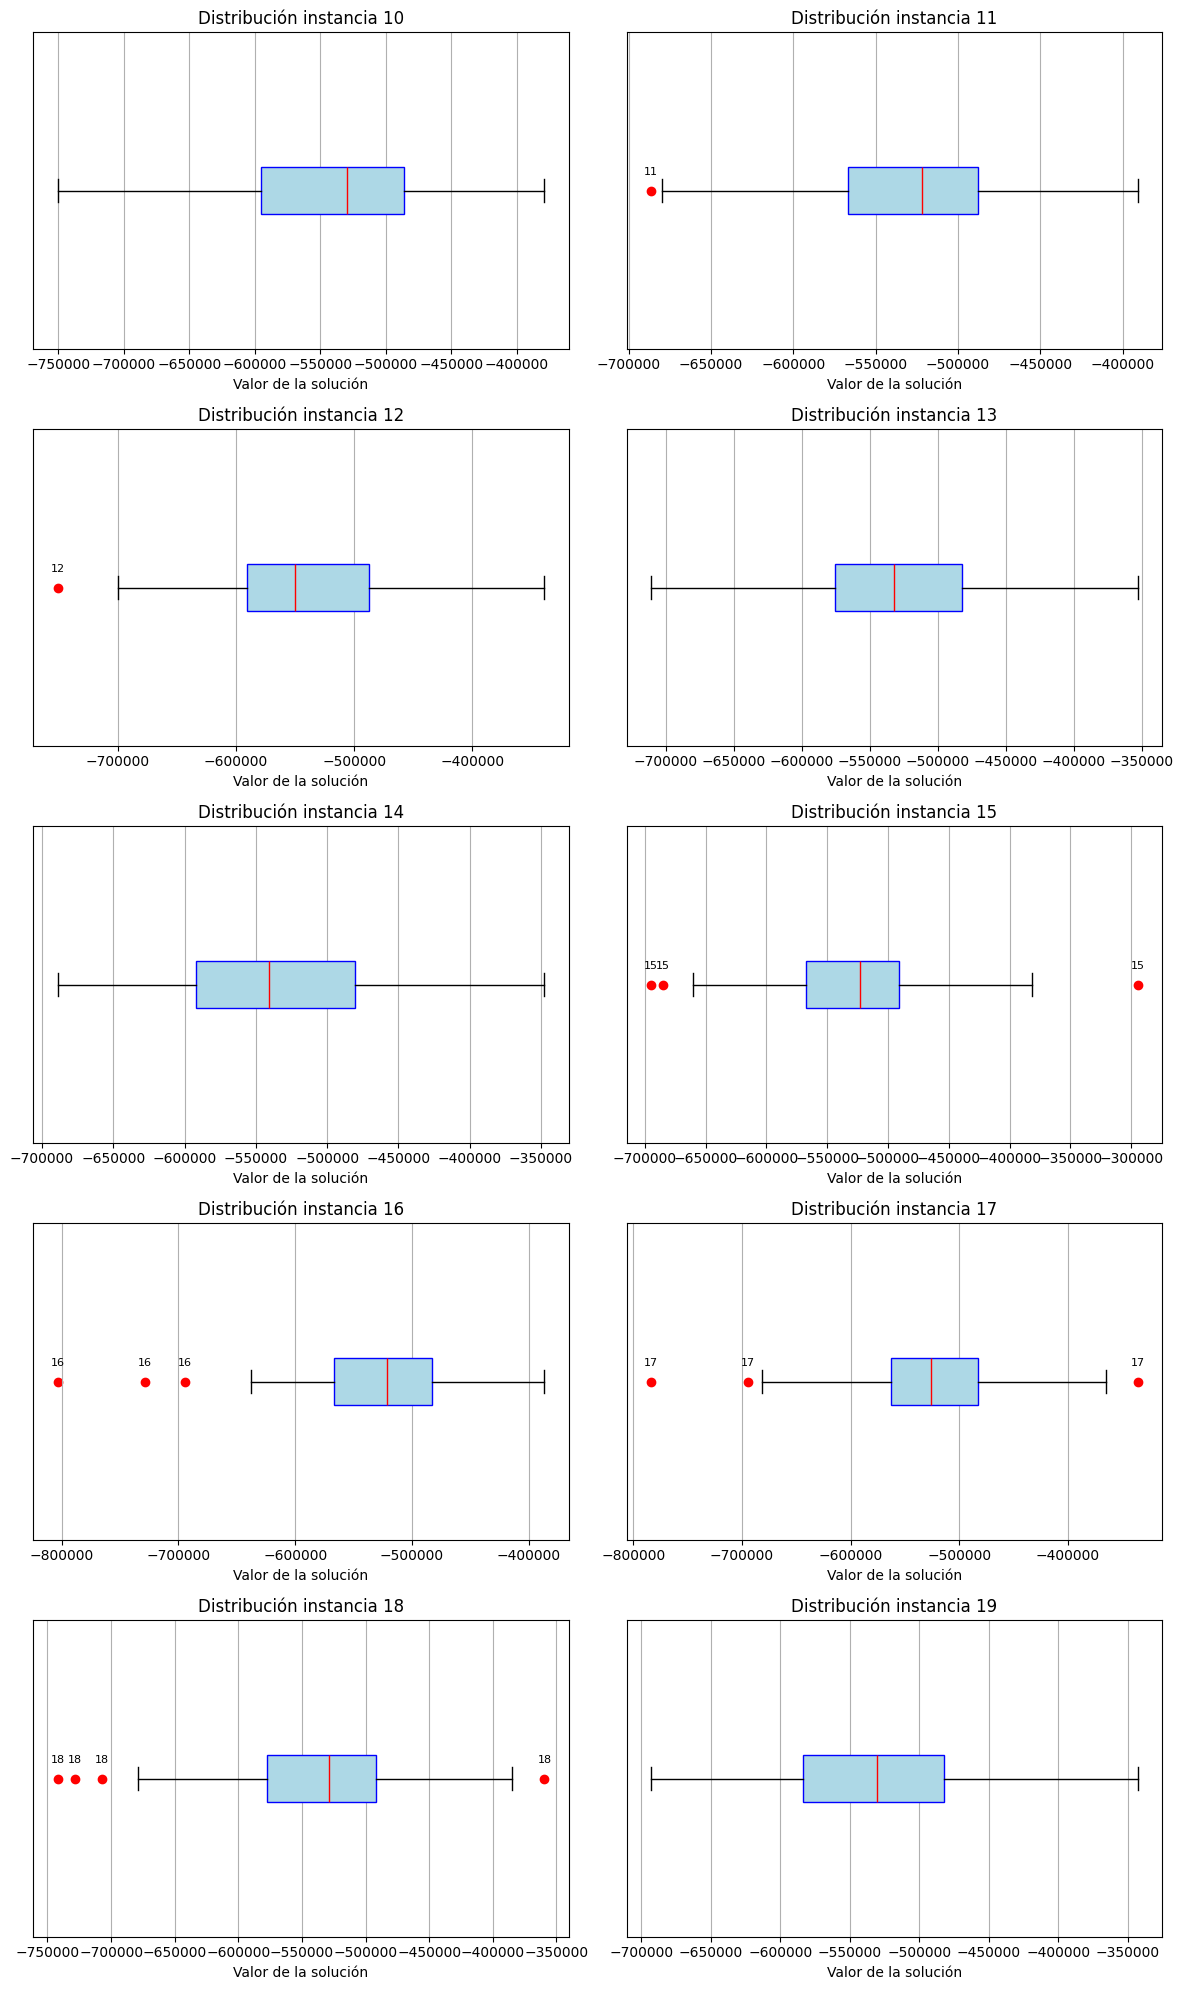 Distribución instancia 10
−750000 −700000 −650000 −600000 −550000 −500000 −450000 −400000
Valor de la solución
Distribución instancia 11
11
−700000 −650000 −600000 −550000 −500000 −450000 −400000
Valor de la solución
Distribución instancia 12
12
−700000 −600000 −500000 −400000
Valor de la solución
Distribución instancia 13
−700000 −650000 −600000 −550000 −500000 −450000 −400000 −350000
Valor de la solución
Distribución instancia 14
−700000 −650000 −600000 −550000 −500000 −450000 −400000 −350000
Valor de la solución
Distribución instancia 15
15 15 15
−700000 −650000 −600000 −550000 −500000 −450000 −400000 −350000 −300000
Valor de la solución
Distribución instancia 16
16 16 16
−800000 −700000 −600000 −500000 −400000
Valor de la solución
Distribución instancia 17
17 17 17
−800000 −700000 −600000 −500000 −400000
Valor de la solución
Distribución instancia 18
18 18 18 18
−750000 −700000 −650000 −600000 −550000 −500000 −450000 −400000 −350000
Valor de la solución
Distribución instancia 19
−700000 −650000 −600000 −550000 −500000 −450000 −400000 −350000
Valor de la solución